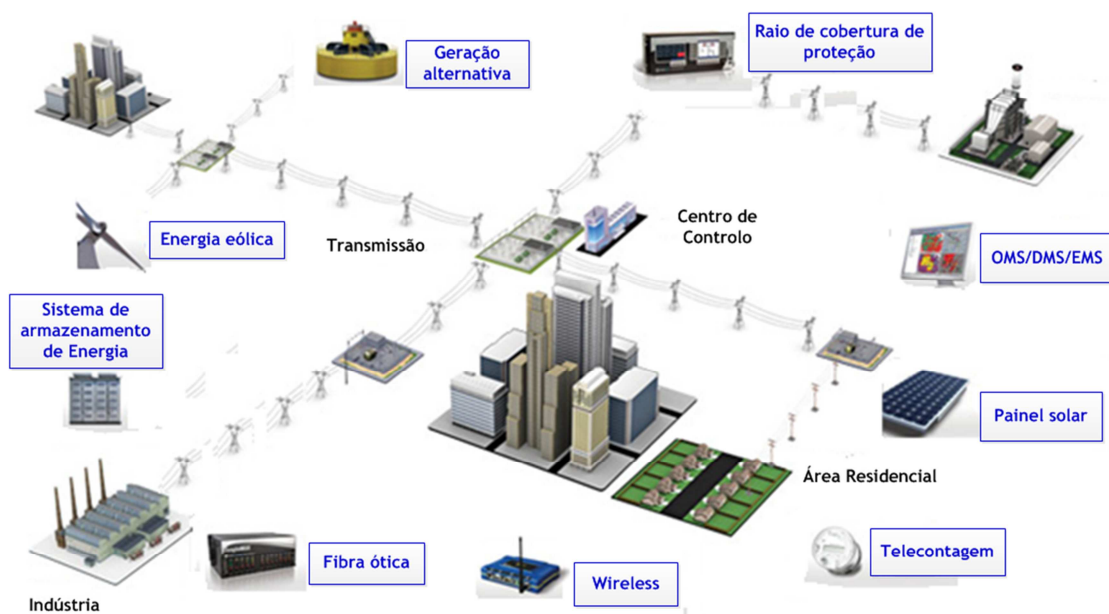 Geração
alternativa
Raio de cobertura de
proteção
Energia eólica
Transmissão
Centro de
Controlo
OMS/DMS/EMS
Sistema de
armazenamento
de Energia
Painel solar
Área Residencial
Fibra ótica
Wireless
Telecontagem
Indústria